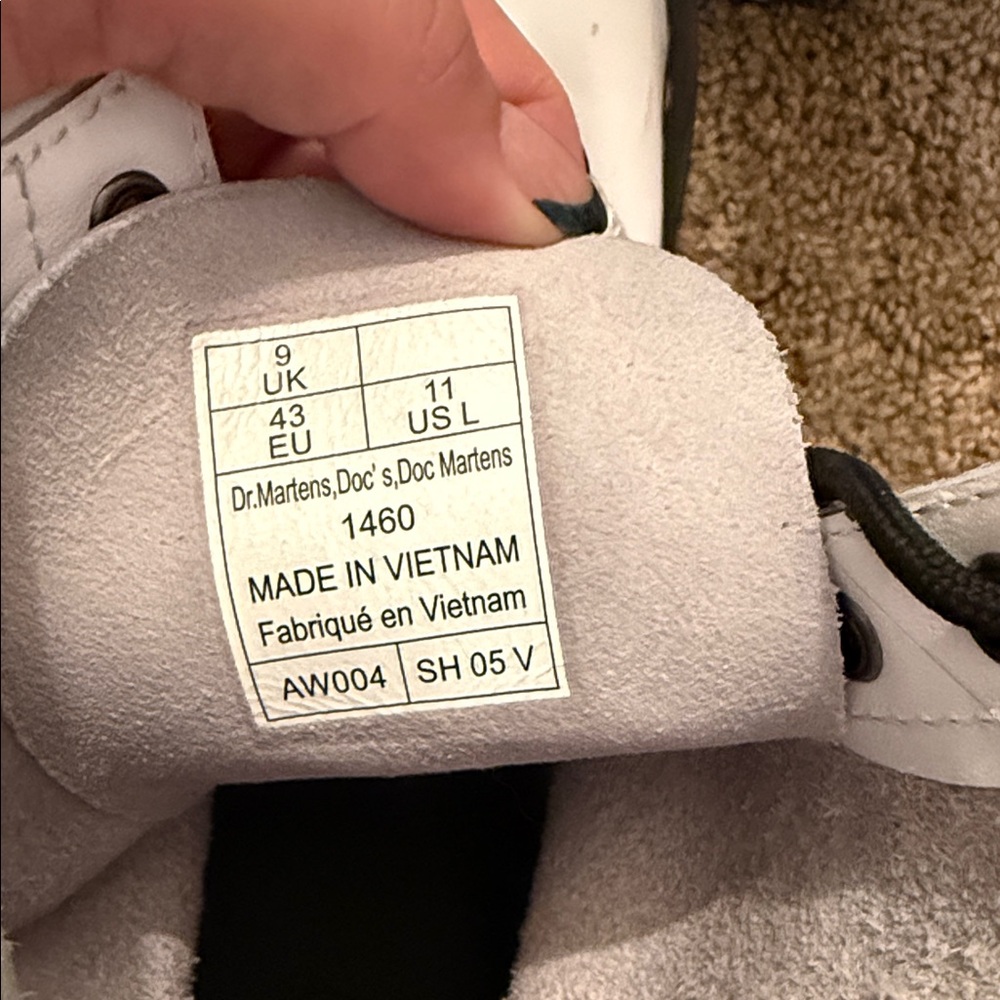 9
UK
43
EU
11
US L
Dr.Martens,Doc's,Doc Martens
1460
MADE IN VIETNAM
Fabriqué en Vietnam
AW004
SH 05 V